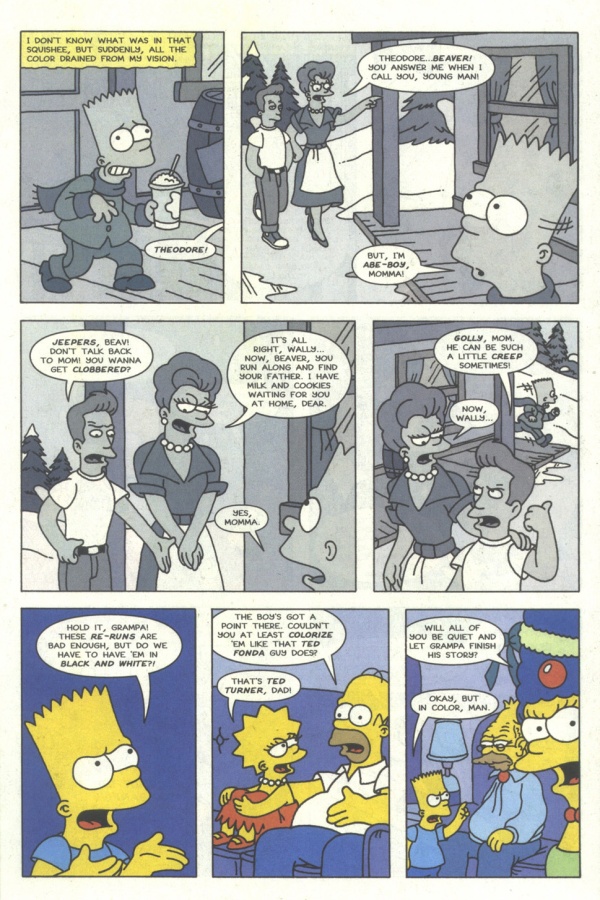 I DON'T KNOW WHAT WAS IN THAT
SQUISHEE, BUT SUDDENLY, ALL THE
COLOR DRAINED FROM MY VISION.
THEODORE!
THEODORE...BEAVER!
YOU ANSWER ME WHEN I
CALL YOU, YOUNG MAN!
BUT, I'M
ABE-BOY,
MOMMA!
JEEPERS, BEAV!
DON'T TALK BACK
TO MOM! YOU WANNA
GET CLOBBERED?
IT'S ALL
RIGHT, WALLY...
NOW, BEAVER, YOU
RUN ALONG AND FIND
YOUR FATHER. I HAVE
MILK AND COOKIES
WAITING FOR YOU
AT HOME, DEAR.
YES,
MOMMA.
GOLLY, MOM.
HE CAN BE SUCH
A LITTLE CREEP
SOMETIMES!
NOW,
WALLY...
HOLD IT, GRAMPA!
THESE RE-RUNS ARE
BAD ENOUGH, BUT DO WE
HAVE TO HAVE 'EM IN
BLACK AND WHITE?!
THE BOY'S GOT A
POINT THERE. COULDN'T
YOU AT LEAST COLORIZE
'EM LIKE THAT TED
FONDA GUY DOES?
THAT'S TED
TURNER, DAD!
WILL ALL OF
YOU BE QUIET AND
LET GRAMPA FINISH
HIS STORY?
OKAY, BUT
IN COLOR, MAN.